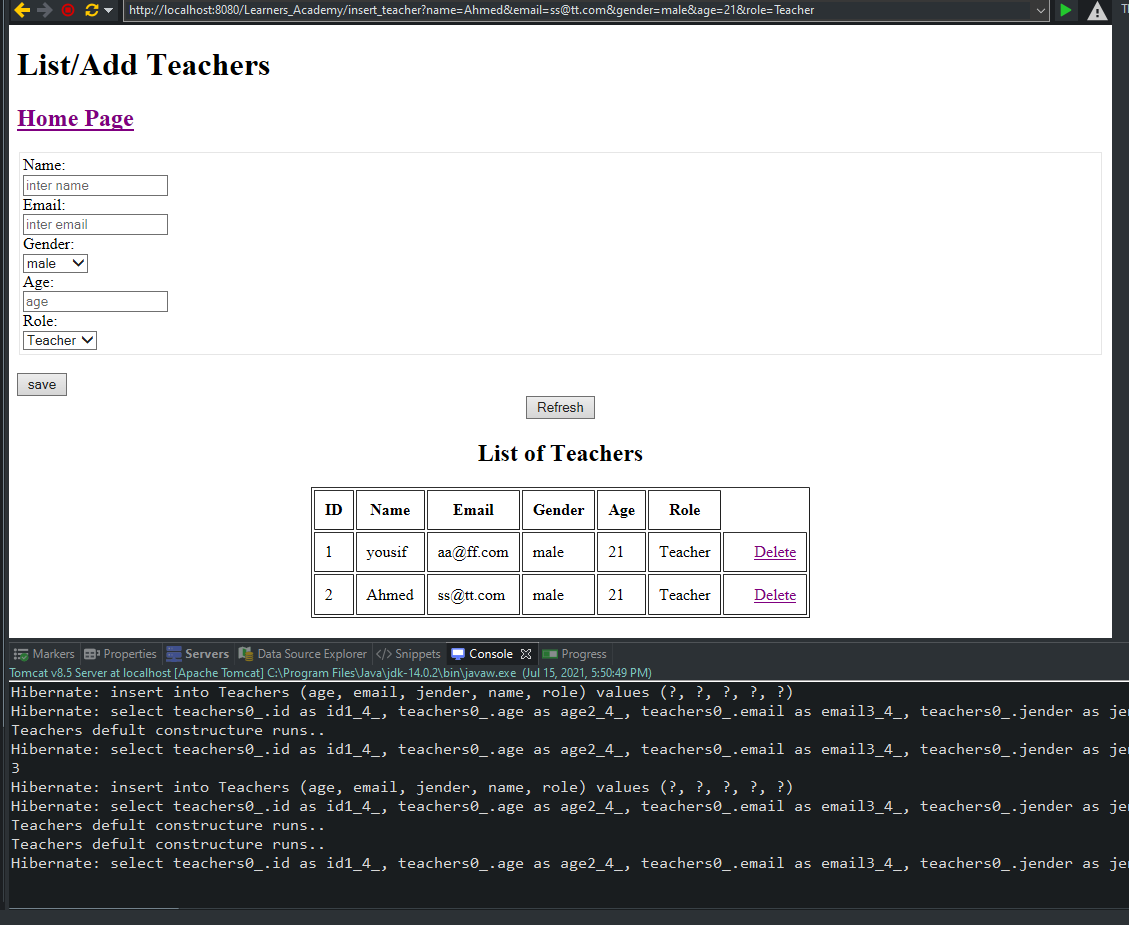 http://localhost:8080/Learners_Academy/insert_teacher?name=Ahmed&email=ss@tt.com&gender=male&age=21&role=Teacher
List/Add Teachers
Home Page
Name:
inter name
Email:
inter email
Gender:
male
Age:
age
Role:
Teacher
save
Refresh
List of Teachers
ID Name Email Gender Age Role
1 yousif aa@ff.com male 21 Teacher Delete
2 Ahmed ss@tt.com male 21 Teacher Delete
Markers Properties Servers Data Source Explorer </> Snippets Console Progress
Tomcat v8.5 Server at localhost [Apache Tomcat] C:\Program Files\Java\jdk-14.0.2\bin\javaw.exe (Jul 15, 2021, 5:50:49 PM)
Hibernate: insert into Teachers (age, email, jender, name, role) values (?, ?, ?, ?, ?)
Hibernate: select teachers0_.id as id1_4_, teachers0_.age as age2_4_, teachers0_.email as email3_4_, teachers0_.jender as je
Teachers defult constructure runs..
Hibernate: select teachers0_.id as id1_4_, teachers0_.age as age2_4_, teachers0_.email as email3_4_, teachers0_.jender as je
3
Hibernate: insert into Teachers (age, email, jender, name, role) values (?, ?, ?, ?, ?)
Hibernate: select teachers0_.id as id1_4_, teachers0_.age as age2_4_, teachers0_.email as email3_4_, teachers0_.jender as je
Teachers defult constructure runs..
Teachers defult constructure runs..
Hibernate: select teachers0_.id as id1_4_, teachers0_.age as age2_4_, teachers0_.email as email3_4_, teachers0_.jender as je